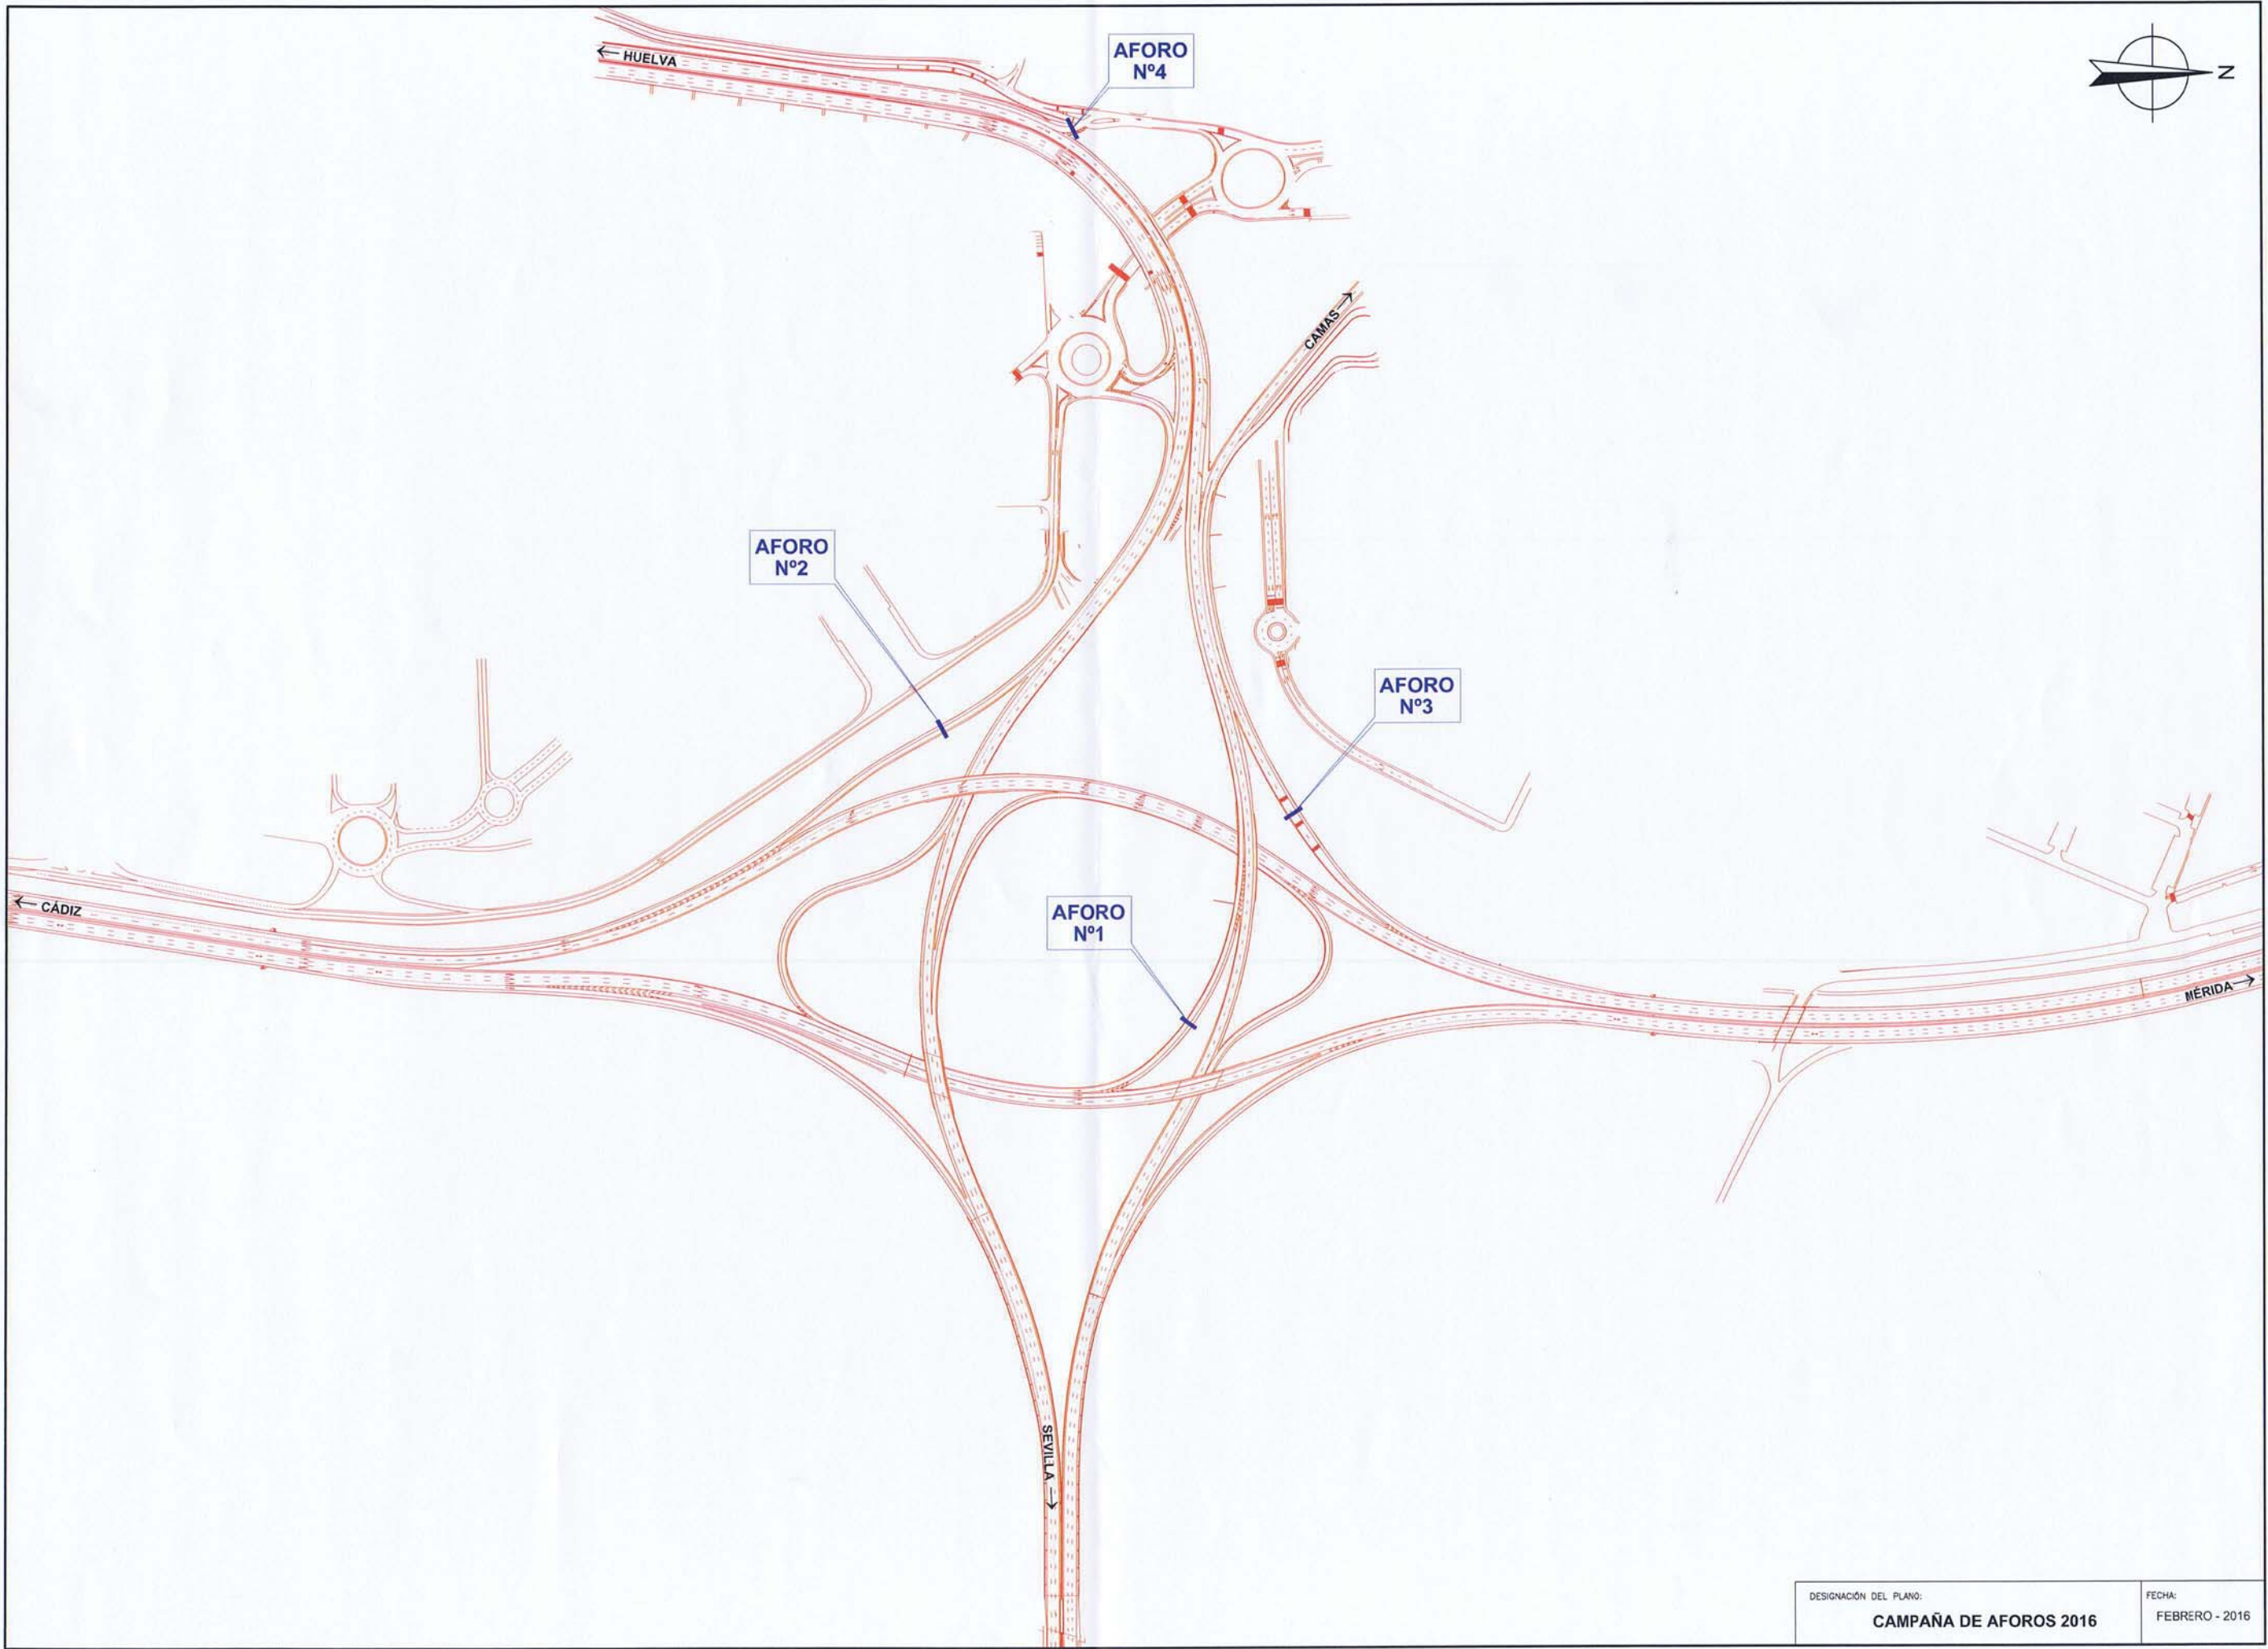 ← HUELVA
AFORO
Nº4
N
CAMAS →
AFORO
Nº2
AFORO
Nº3
AFORO
Nº1
← CÁDIZ
MÉRIDA →
SEVILLA →
DESIGNACIÓN DEL PLANO:
CAMPAÑA DE AFOROS 2016
FECHA:
FEBRERO - 2016